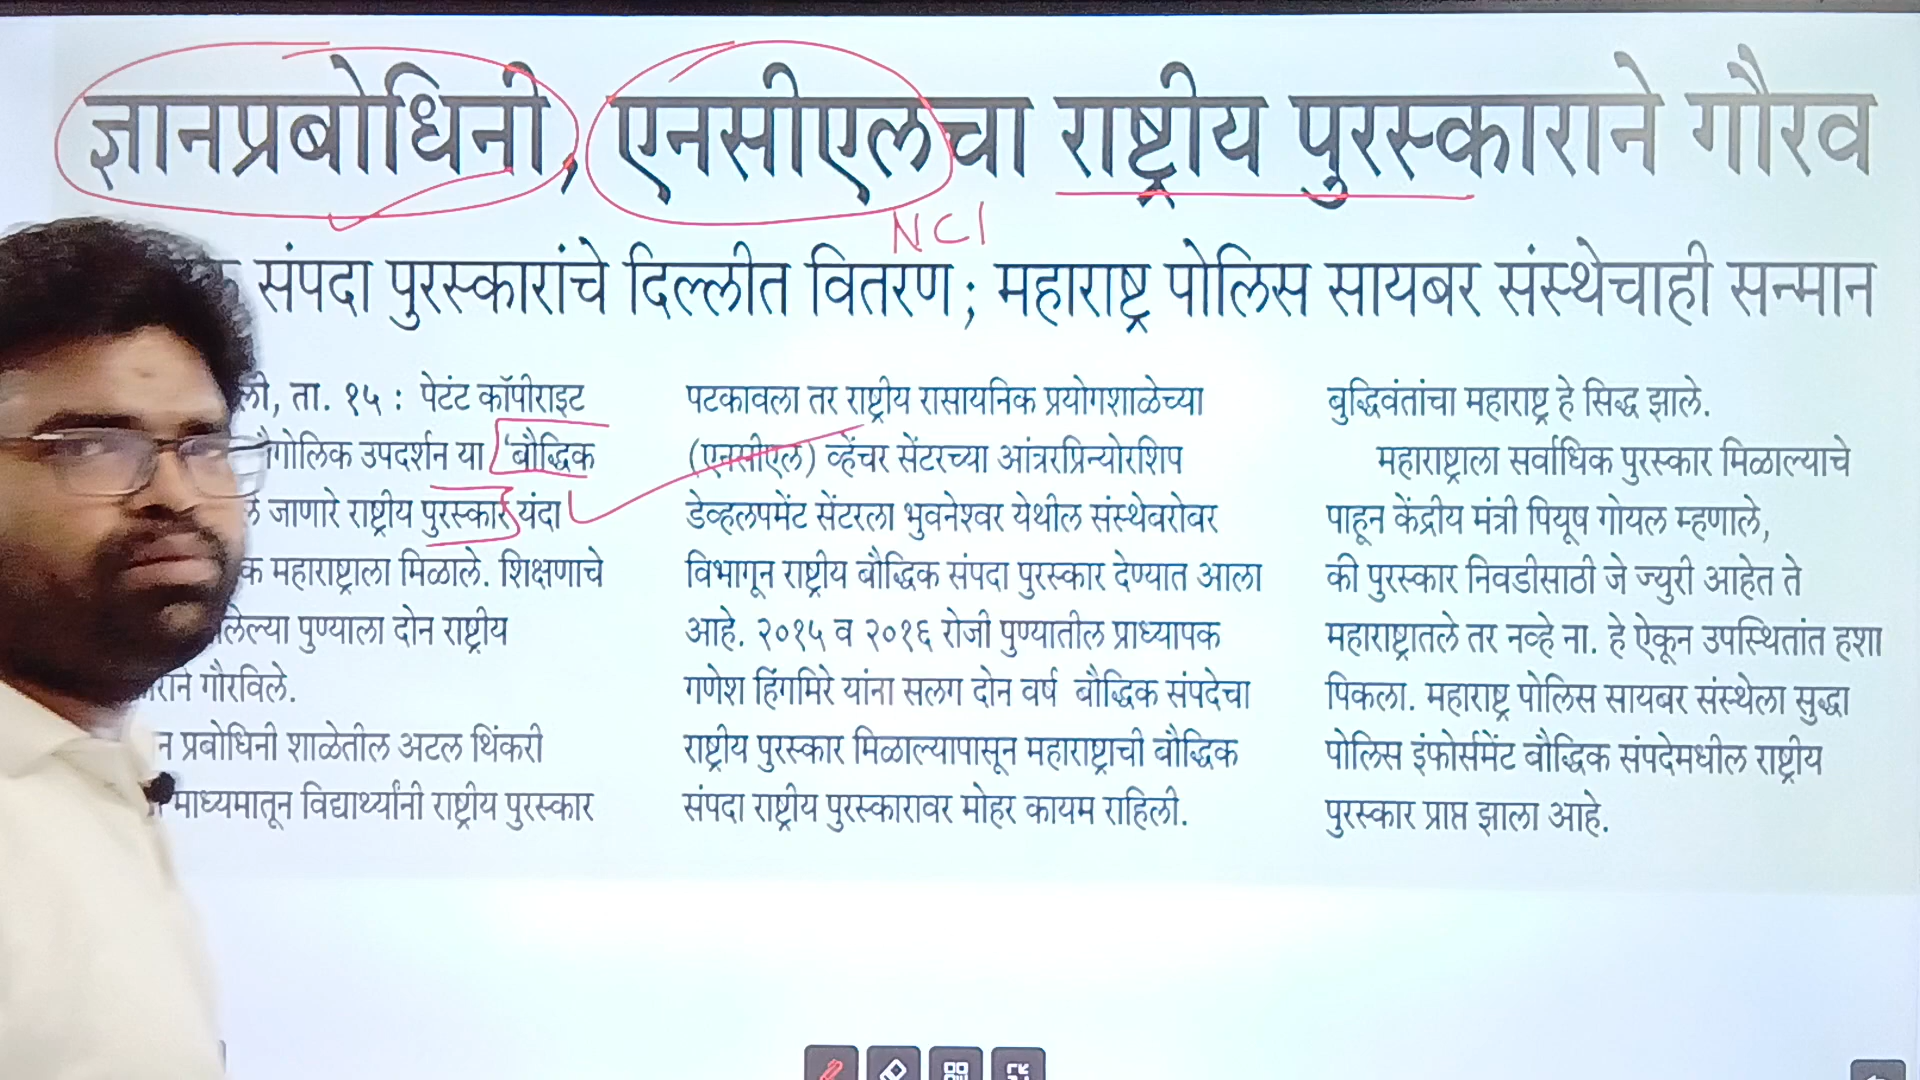 ज्ञानप्रबोधिनी, एनसीएलचा राष्ट्रीय पुरस्काराने गौरव
NCl
संपदा पुरस्कारांचे दिल्लीत वितरण; महाराष्ट्र पोलिस सायबर संस्थेचाही सन्मान
ता. १५ : पेटंट कॉपीराइट
उपदर्शन या 'बौद्धिक
जाणारे राष्ट्रीय पुरस्कार यंदा
महाराष्ट्राला मिळाले. शिक्षणाचे
पुण्याला दोन राष्ट्रीय
गौरविले.
प्रबोधिनी शाळेतील अटल थिंकरी
माध्यमातून विद्यार्थ्यांनी राष्ट्रीय पुरस्कार
पटकावला तर राष्ट्रीय रासायनिक प्रयोगशाळेच्या
(एनसीएल) व्हेंचर सेंटरच्या आंत्ररप्रिन्योरशिप
डेव्हलपमेंट सेंटरला भुवनेश्वर येथील संस्थेबरोबर
विभागून राष्ट्रीय बौद्धिक संपदा पुरस्कार देण्यात आला
आहे. २०१५ व २०१६ रोजी पुण्यातील प्राध्यापक
गणेश हिंगमिरे यांना सलग दोन वर्ष बौद्धिक संपदेचा
राष्ट्रीय पुरस्कार मिळाल्यापासून महाराष्ट्राची बौद्धिक
संपदा राष्ट्रीय पुरस्कारावर मोहर कायम राहिली.
बुद्धिवंतांचा महाराष्ट्र हे सिद्ध झाले.
महाराष्ट्राला सर्वाधिक पुरस्कार मिळाल्याचे
पाहून केंद्रीय मंत्री पियूष गोयल म्हणाले,
की पुरस्कार निवडीसाठी जे ज्युरी आहेत ते
महाराष्ट्रातले तर नव्हे ना. हे ऐकून उपस्थितांत हशा
पिकला. महाराष्ट्र पोलिस सायबर संस्थेला सुद्धा
पोलिस इंफोर्समेंट बौद्धिक संपदेमधील राष्ट्रीय
पुरस्कार प्राप्त झाला आहे.